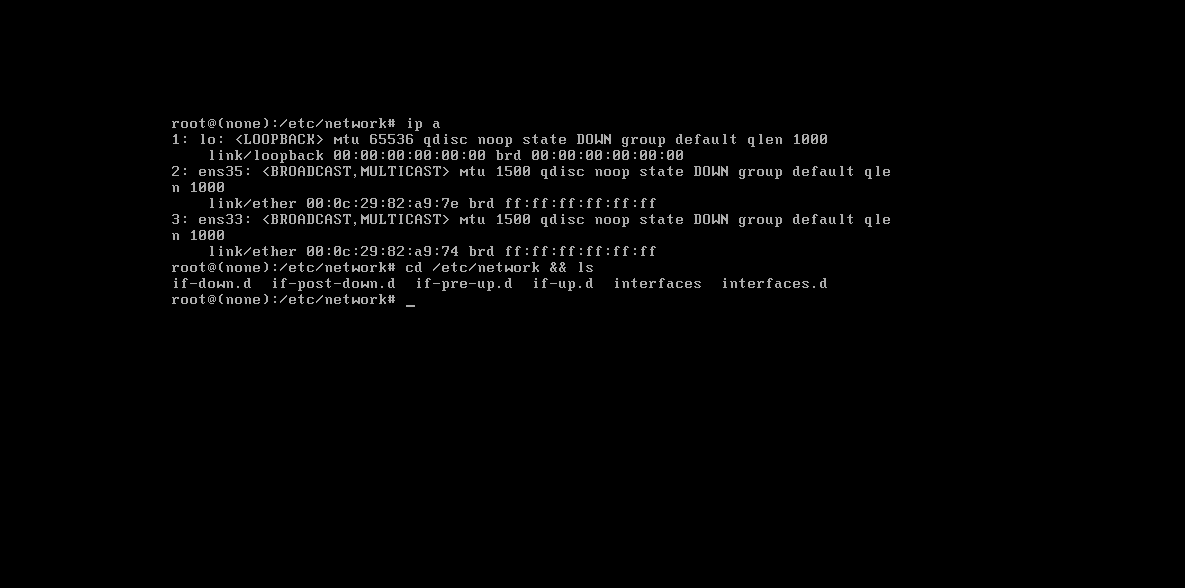 root@(none):/etc/network# ip a
1: lo: <LOOPBACK> mtu 65536 qdisc noop state DOWN group default qlen 1000
    link/loopback 00:00:00:00:00:00 brd 00:00:00:00:00:00
2: ens35: <BROADCAST,MULTICAST> mtu 1500 qdisc noop state DOWN group default qle
n 1000
    link/ether 00:0c:29:82:a9:7e brd ff:ff:ff:ff:ff:ff
3: ens33: <BROADCAST,MULTICAST> mtu 1500 qdisc noop state DOWN group default qle
n 1000
    link/ether 00:0c:29:82:a9:74 brd ff:ff:ff:ff:ff:ff
root@(none):/etc/network# cd /etc/network && ls
if-down.d  if-post-down.d  if-pre-up.d  if-up.d  interfaces  interfaces.d
root@(none):/etc/network# _